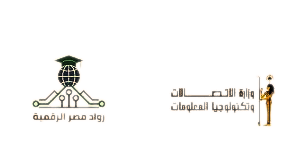 وزارة الاتصالات
وتكنولوجيا المعلومات
رواد مصر الرقمية